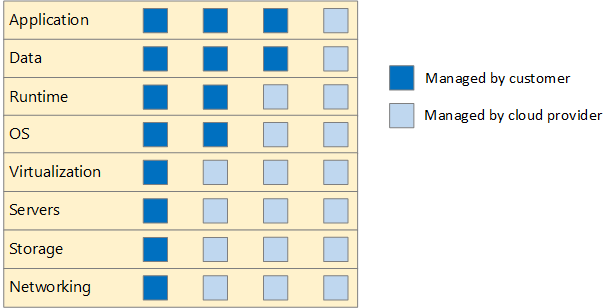 Application
Data
Runtime
OS
Virtualization
Servers
Storage
Networking
Managed by customer
Managed by cloud provider